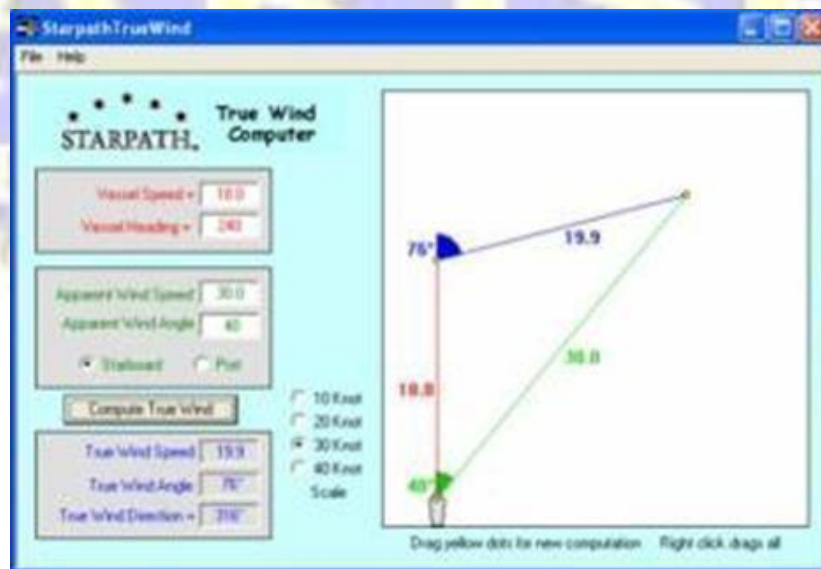 StarpathTrueWind
File Help
STARPATH®
True Wind
Computer
Vessel Speed = 18.0
Vessel Heading = 240
Apparent Wind Speed 30.0
Apparent Wind Angle 40
Starboard Port
Compute True Wind
True Wind Speed 19.9
True Wind Angle 76°
True Wind Direction = 316°
10 Knot
20 Knot
30 Knot
40 Knot
Scale
76°
19.9
18.0
30.0
40°
Drag yellow dots for new computation Right click drags all